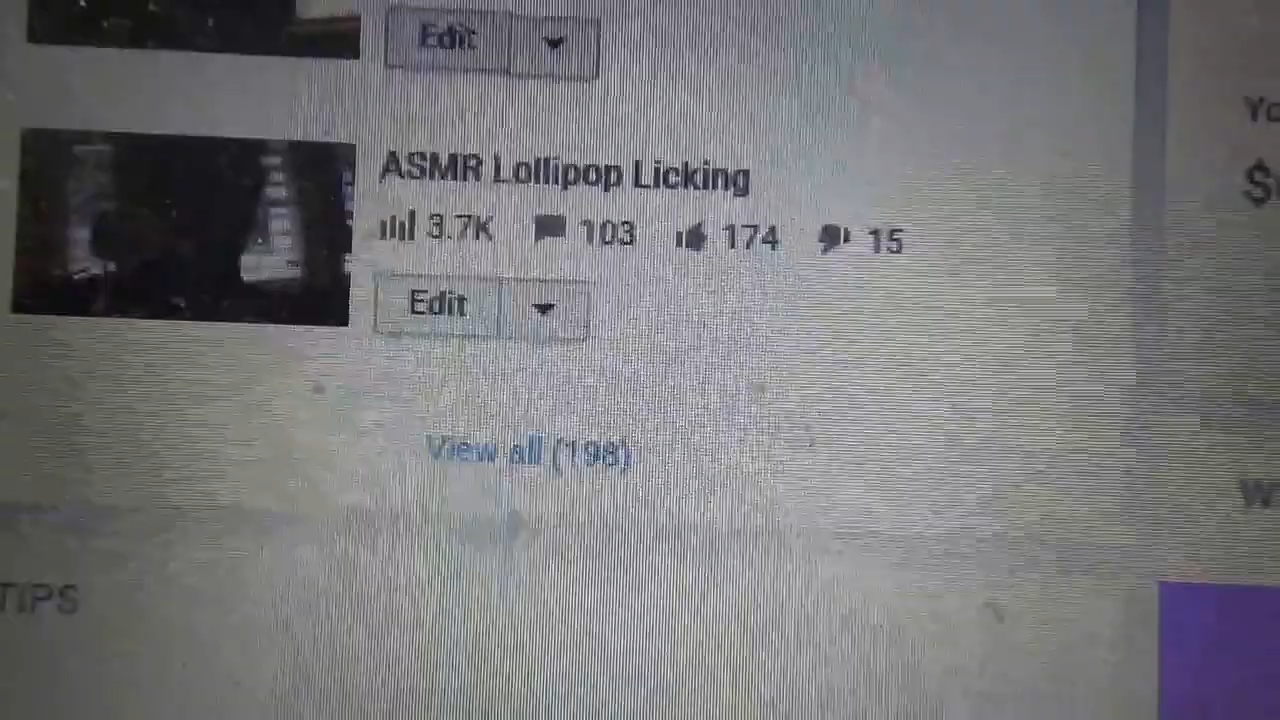 Edit
ASMR Lollipop Licking
3.7K 103 174 15
Edit
View all (198)
TIPS